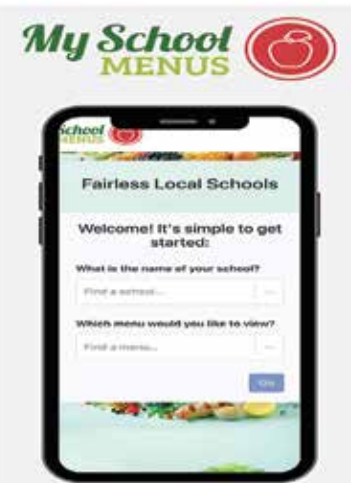 My School
MENUS
School
MENUS
Fairless Local Schools
Welcome! It's simple to get
started:
What is the name of your school?
Find a school...
Which menu would you like to view?
Find a menu...
Go